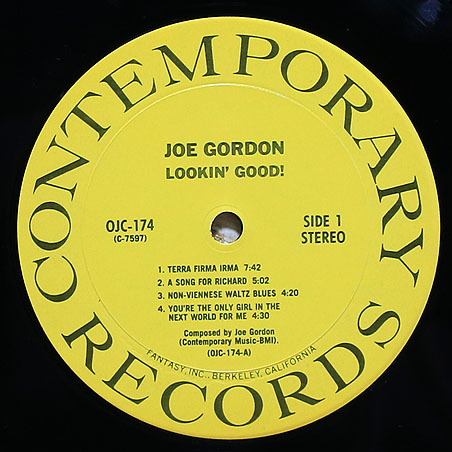 CONTEMPORARY RECORDS
JOE GORDON
LOOKIN' GOOD!
OJC-174
(C-7597)
SIDE 1
STEREO
1. TERRA FIRMA IRMA 7:42
2. A SONG FOR RICHARD 5:02
3. NON-VIENNESE WALTZ BLUES 4:20
4. YOU'RE THE ONLY GIRL IN THE
NEXT WORLD FOR ME 4:30
Composed by Joe Gordon
(Contemporary Music-BMI).
(OJC-174-A)
FANTASY, INC., BERKELEY, CALIFORNIA